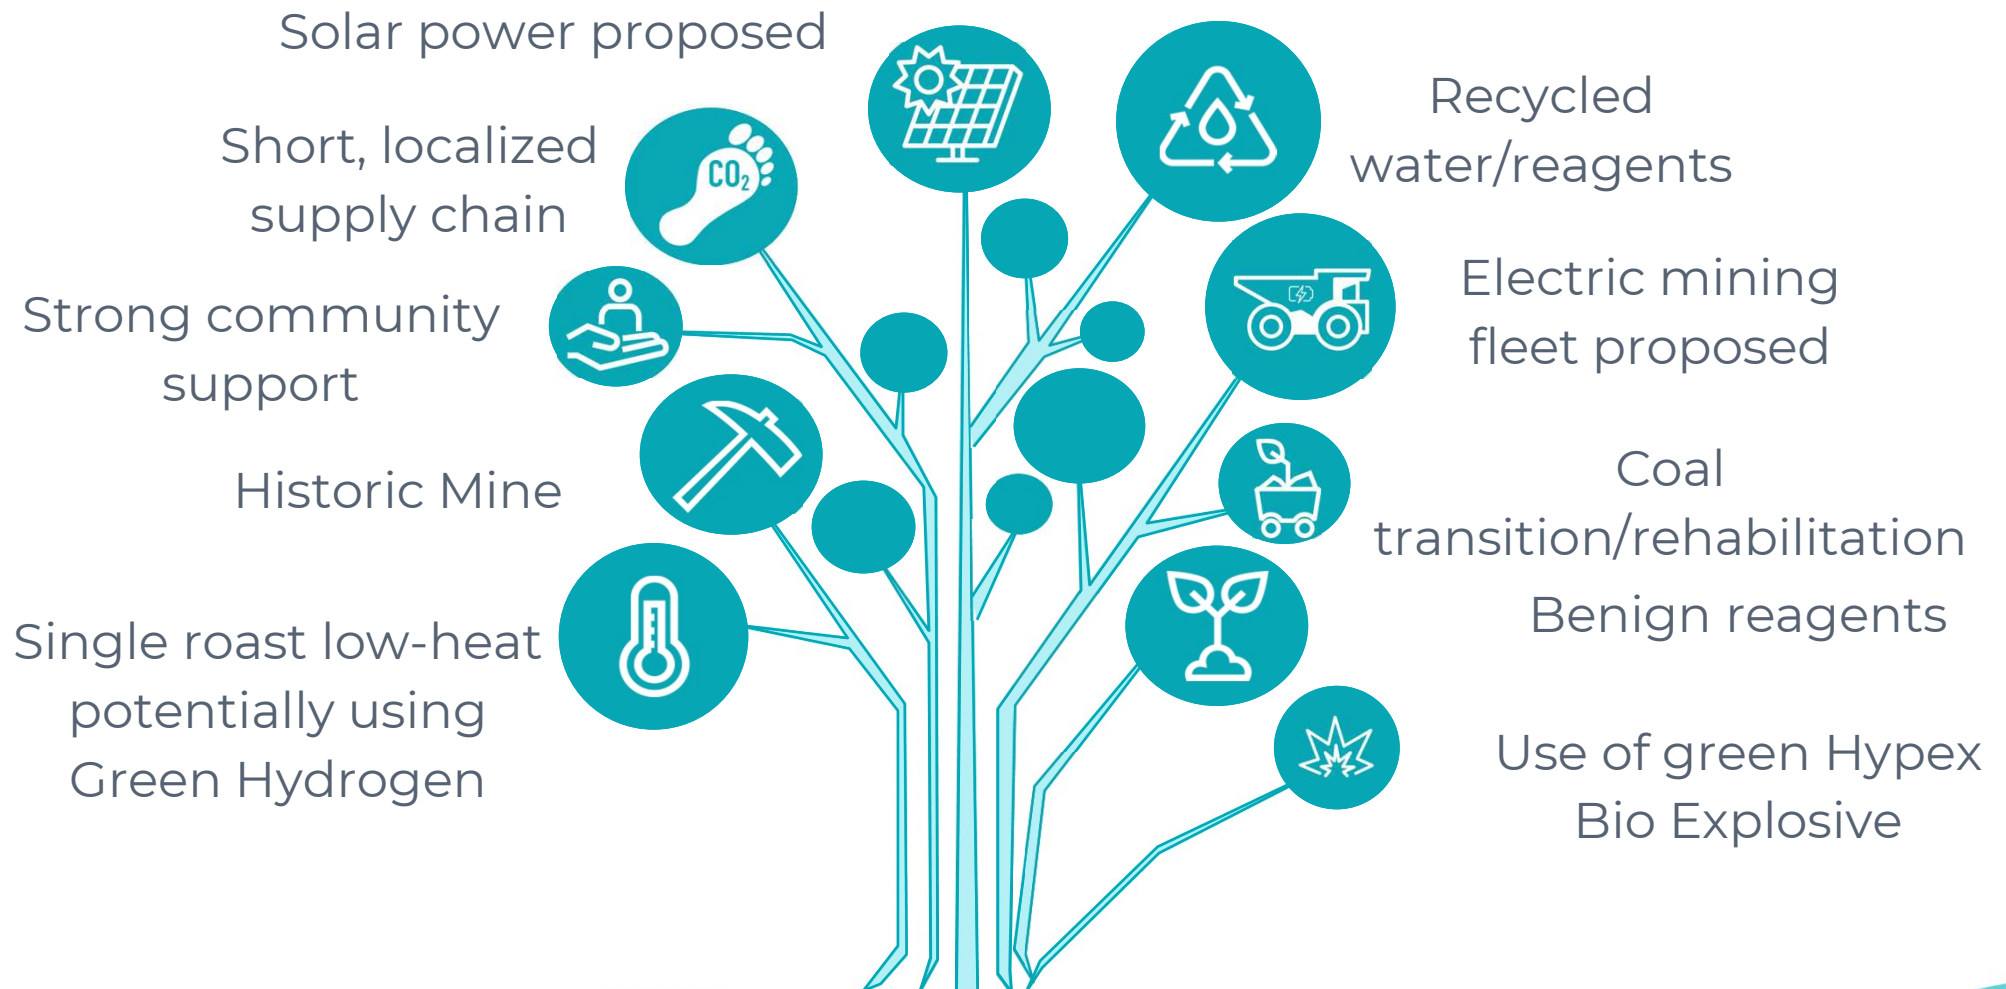 Solar power proposed
Short, localized
supply chain
CO₂
Strong community
support
Historic Mine
Single roast low-heat
potentially using
Green Hydrogen
Recycled
water/reagents
Electric mining
fleet proposed
Coal
transition/rehabilitation
Benign reagents
Use of green Hypex
Bio Explosive